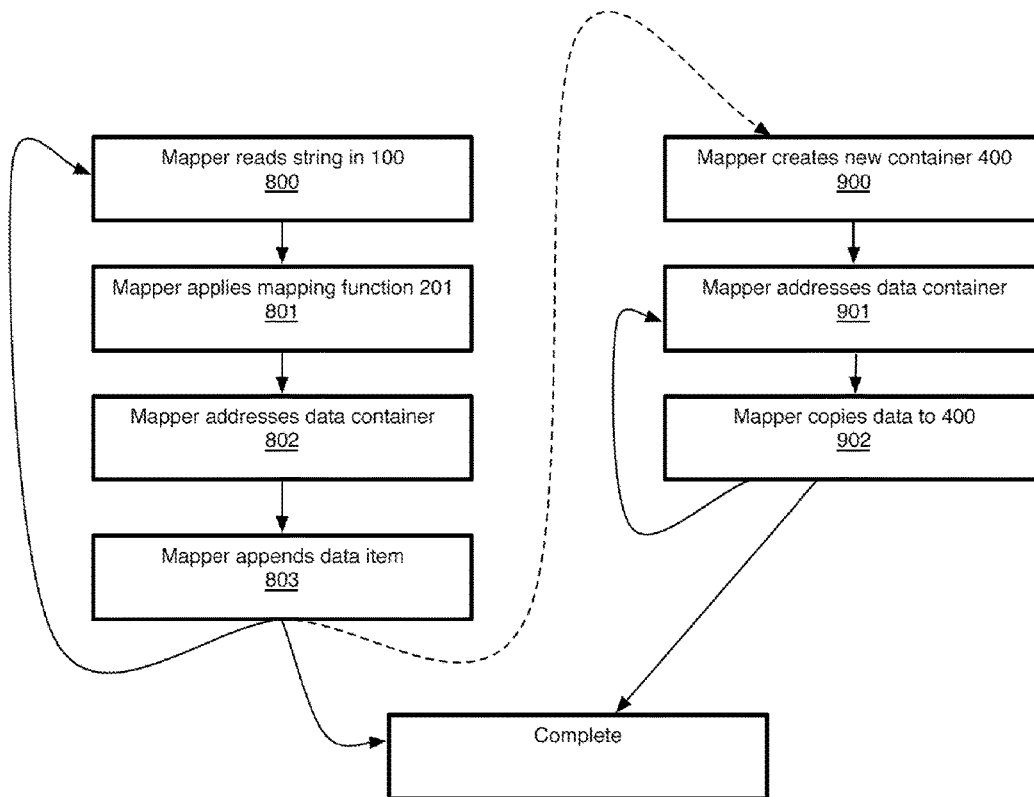 Mapper reads string in 100
800
Mapper applies mapping function 201
801
Mapper addresses data container
802
Mapper appends data item
803
Mapper creates new container 400
900
Mapper addresses data container
901
Mapper copies data to 400
902
Complete